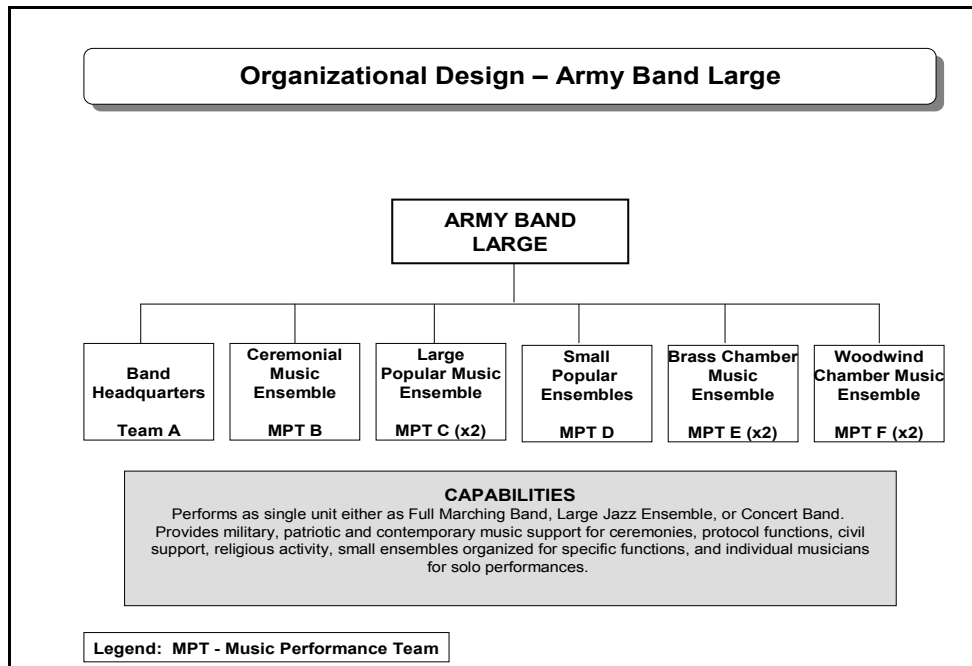 Organizational Design – Army Band Large
ARMY BAND
LARGE
Band
Headquarters
Team A
Ceremonial
Music
Ensemble
MPT B
Large
Popular Music
Ensemble
MPT C (x2)
Small
Popular
Ensembles
MPT D
Brass Chamber
Music
Ensemble
MPT E (x2)
Woodwind
Chamber Music
Ensemble
MPT F (x2)
CAPABILITIES
Performs as single unit either as Full Marching Band, Large Jazz Ensemble, or Concert Band.
Provides military, patriotic and contemporary music support for ceremonies, protocol functions, civil
support, religious activity, small ensembles organized for specific functions, and individual musicians
for solo performances.
Legend: MPT - Music Performance Team